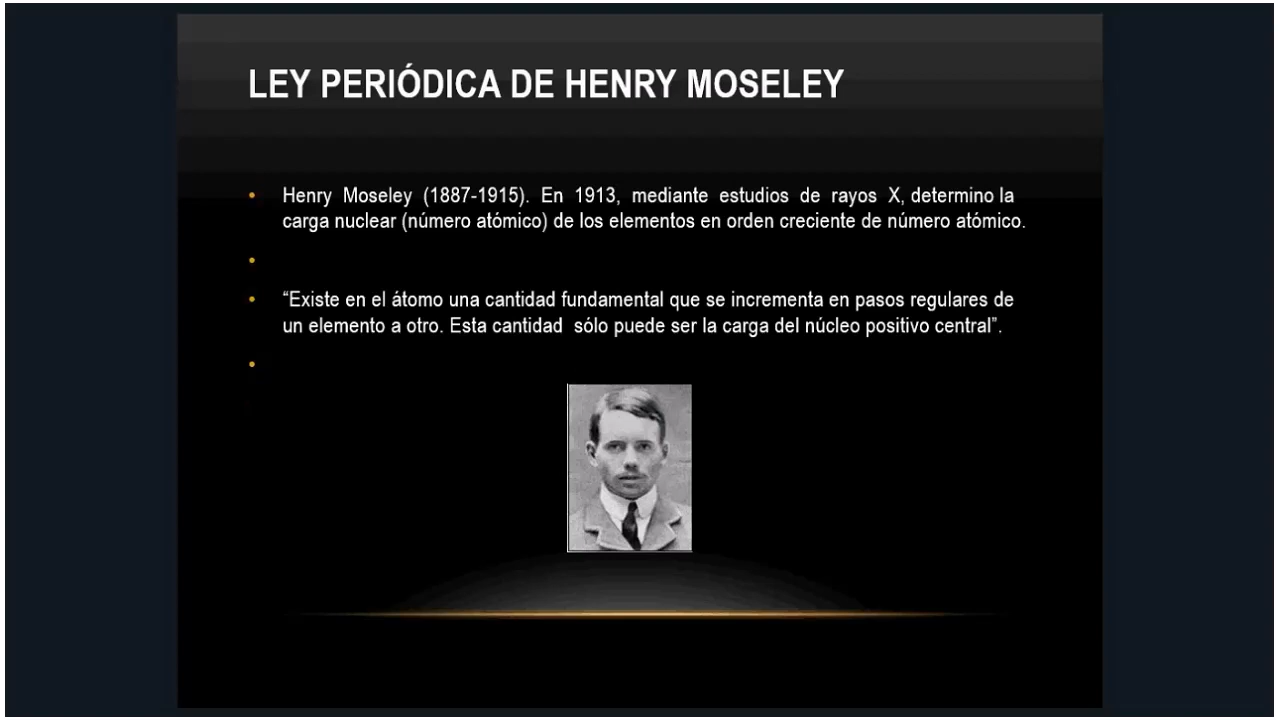 LEY PERIÓDICA DE HENRY MOSELEY
• Henry Moseley (1887-1915). En 1913, mediante estudios de rayos X, determino la
carga nuclear (número atómico) de los elementos en orden creciente de número atómico.
•
• “Existe en el átomo una cantidad fundamental que se incrementa en pasos regulares de
un elemento a otro. Esta cantidad sólo puede ser la carga del núcleo positivo central”.
•